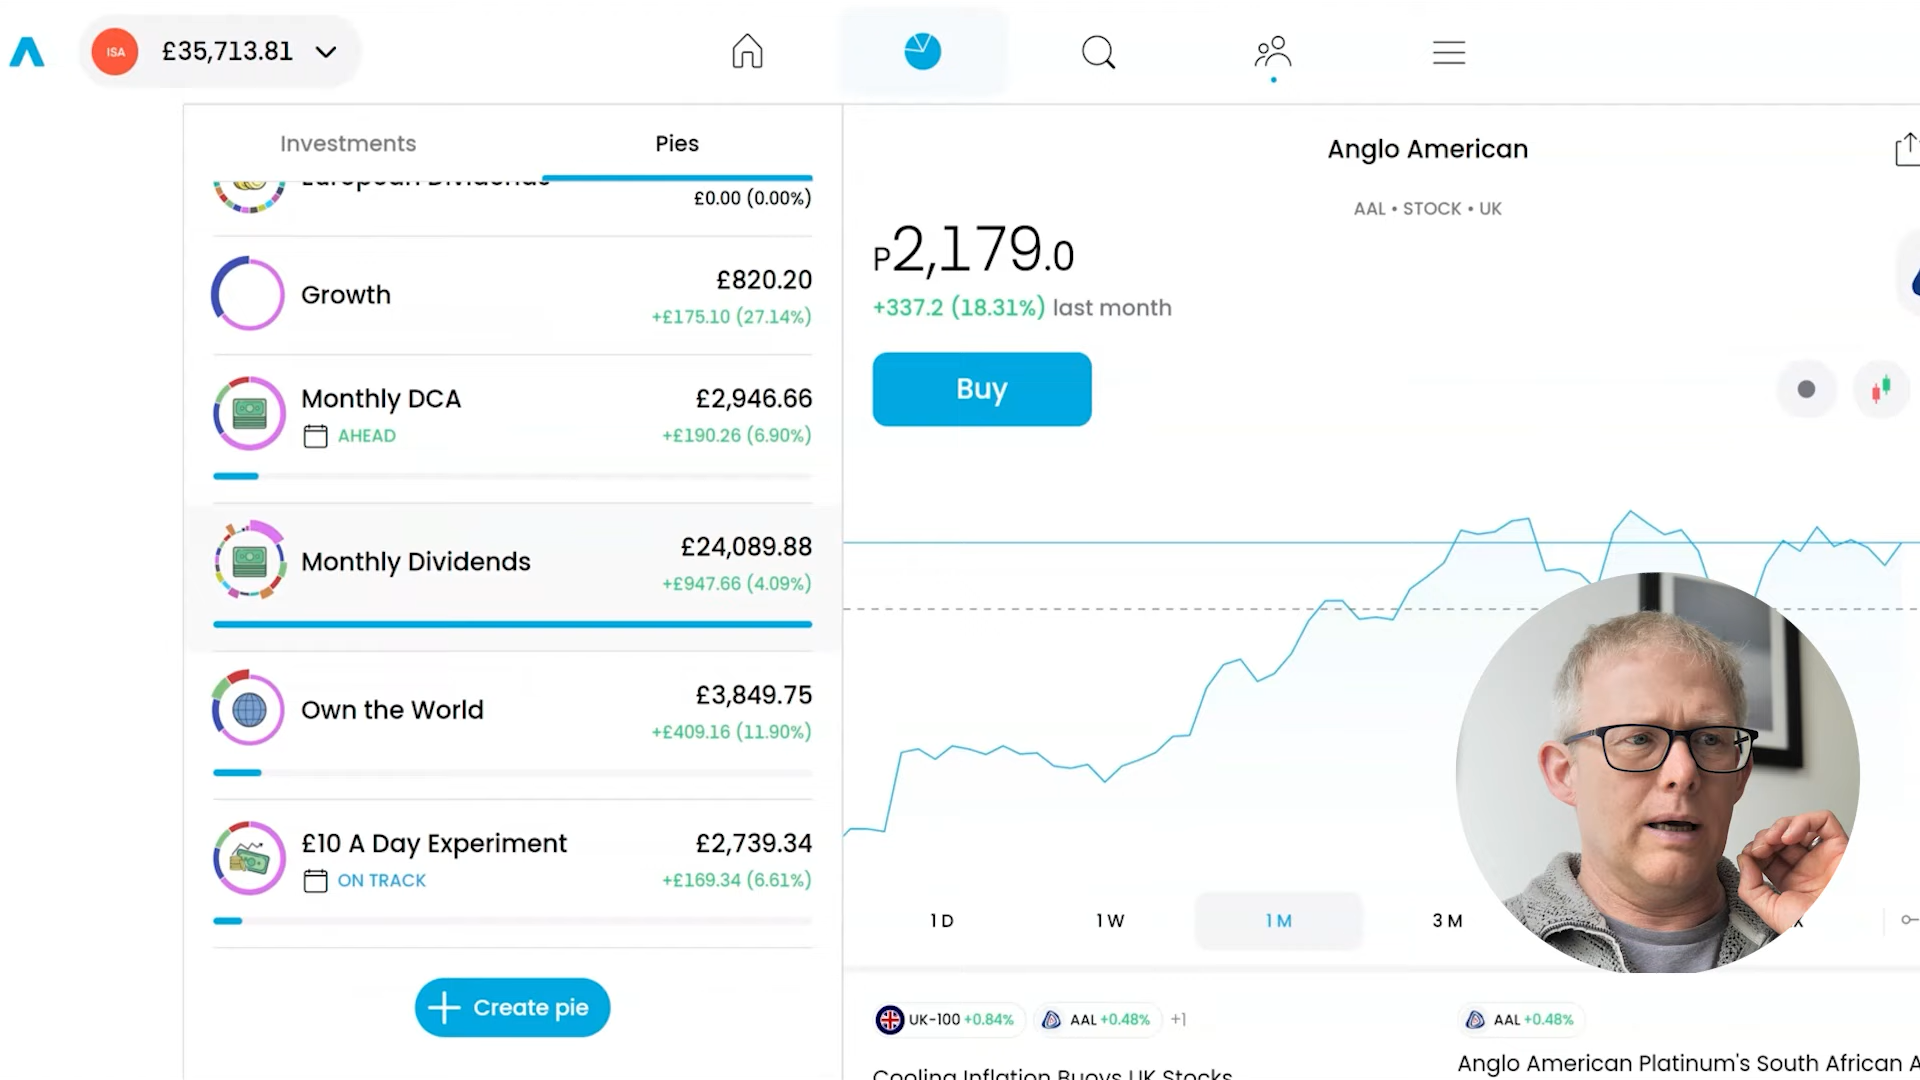 ISA
£35,713.81
Investments
Pies
European Dividends
£0.00 (0.00%)
Growth
£820.20
+£175.10 (27.14%)
Monthly DCA
£2,946.66
AHEAD
+£190.26 (6.90%)
Monthly Dividends
£24,089.88
+£947.66 (4.09%)
Own the World
£3,849.75
+£409.16 (11.90%)
£10 A Day Experiment
£2,739.34
ON TRACK
+£169.34 (6.61%)
Create pie
Anglo American
AAL • STOCK • UK
P2,179.0
+337.2 (18.31%) last month
Buy
1 D
1 W
1 M
3 M
UK-100 +0.84%
AAL +0.48%
+1
Cooling Inflation Buoys UK Stocks
AAL +0.48%
Anglo American Platinum's South African A